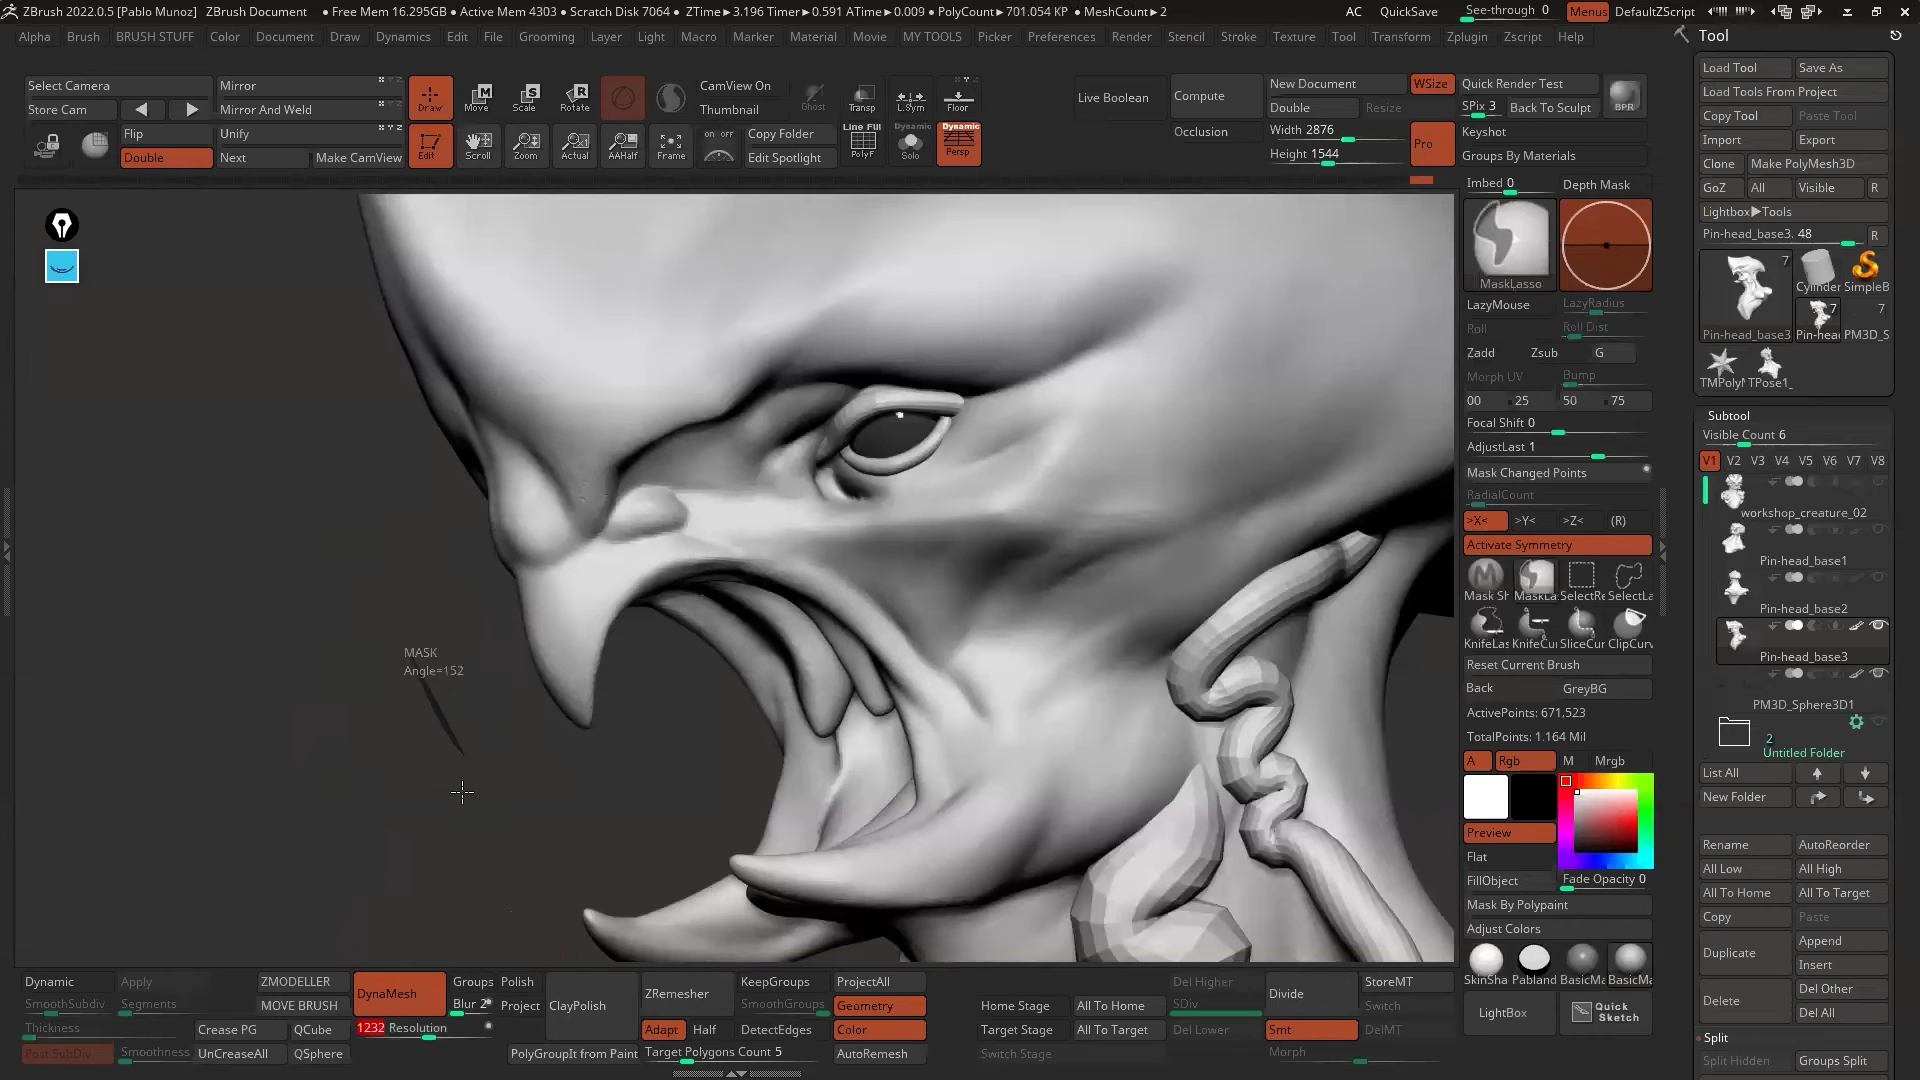 ZBrush 2022.0.5 [Pablo Munoz] ZBrush Document ● Free Mem 16.295GB ● Active Mem 4303 ● Scratch Disk 7064 ● ZTime►3.196 Timer►0.591 ATime►0.009 ● PolyCount►701.054 KP ● MeshCount►2 AC QuickSave See-through 0 Menus DefaultZScript
Alpha Brush BRUSH STUFF Color Document Draw Dynamics Edit File Grooming Layer Light Macro Marker Material Movie MY TOOLS Picker Preferences Render Stencil Stroke Texture Tool Transform Zplugin Zscript Help
Select Camera Mirror
Store Cam Mirror And Weld
Flip Unify
Double Next Make CamView
Draw Move Scale Rotate
Edit Scroll Zoom Actual AAHalf Frame
CamView On
Thumbnail
ON OFF Copy Folder
Edit Spotlight
Ghost Transp L.Sym Floor
Line Fill PolyF Dynamic Solo Dynamic Persp
Live Boolean Compute
Occlusion
New Document WSize
Double Resize
Width 2876
Height 1544 Pro
Quick Render Test
SPix 3 Back To Sculpt BPR
Keyshot
Groups By Materials
Imbed 0 Depth Mask
MaskLasso
LazyMouse LazyRadius
Roll Roll Dist
Zadd Zsub G
Morph UV Bump
00 25 50 75
Focal Shift 0
AdjustLast 1
Mask Changed Points
RadialCount
>X< >Y< >Z< (R)
Activate Symmetry
Mask Sh MaskLa SelectRe SelectLa
KnifeLas KnifeCu SliceCur ClipCurv
Reset Current Brush
Back GreyBG
ActivePoints: 671,523
TotalPoints: 1.164 Mil
A Rgb M Mrgb
Preview
Flat
FillObject Fade Opacity 0
Mask By Polypaint
Adjust Colors
SkinSha Pabland BasicMa BasicMa
LightBox Quick Sketch
MASK
Angle=152
Tool
Load Tool Save As
Load Tools From Project
Copy Tool Paste Tool
Import Export
Clone Make PolyMesh3D
GoZ All Visible R
Lightbox►Tools
Pin-head_base3. 48 R
7
Cylinder SimpleB
7 7
Pin-head_base3 Pin-hea PM3D_S
TMPolyM TPose1_
Subtool
Visible Count 6
V1 V2 V3 V4 V5 V6 V7 V8
workshop_creature_02
Pin-head_base1
Pin-head_base2
Pin-head_base3
PM3D_Sphere3D1
2
Untitled Folder
List All
New Folder
Rename AutoReorder
All Low All High
All To Home All To Target
Copy Paste
Duplicate Append
Insert
Delete Del Other
Del All
Split
Split Hidden Groups Split
Dynamic Apply ZMODELLER
SmoothSubdiv Segments MOVE BRUSH
Thickness Crease PG QCube
Post SubDiv Smoothness UnCreaseAll QSphere
DynaMesh Groups Polish
Blur 2 Project
1232 Resolution
ClayPolish
PolyGroupIt from Paint
ZRemesher KeepGroups ProjectAll
SmoothGroups Geometry
Adapt Half DetectEdges Color
Target Polygons Count 5 AutoRemesh
Home Stage All To Home
Target Stage All To Target
Switch Stage
Del Higher Divide StoreMT
SDiv Switch
Del Lower Smt DelMT
Morph